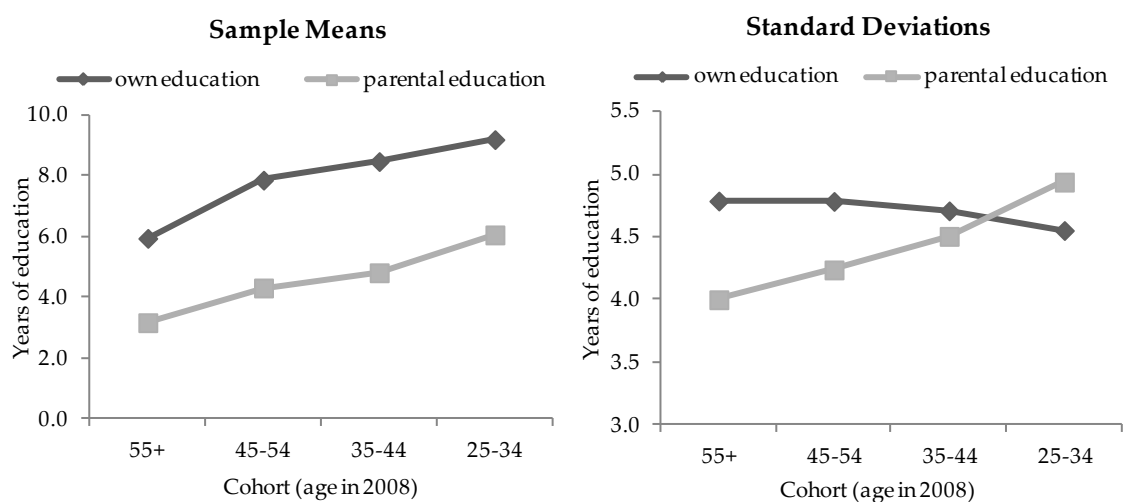 Sample Means
own education
parental education
10.0
8.0
6.0
4.0
2.0
0.0
Years of education
55+
45-54
35-44
25-34
Cohort (age in 2008)
Standard Deviations
own education
parental education
5.5
5.0
4.5
4.0
3.5
3.0
Years of education
55+
45-54
35-44
25-34
Cohort (age in 2008)